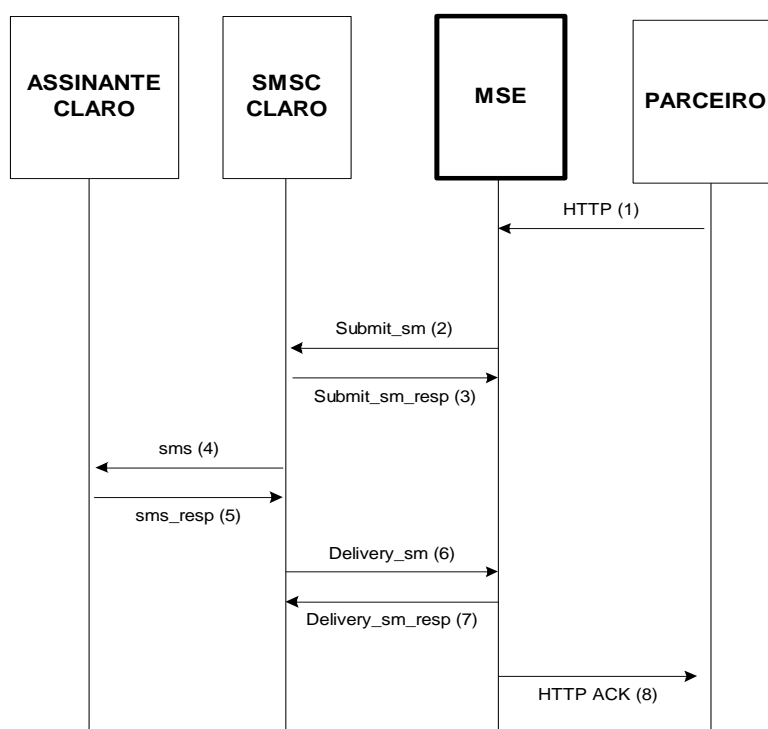 ASSINANTE
CLARO
SMSC
CLARO
MSE
PARCEIRO
HTTP (1)
Submit_sm (2)
Submit_sm_resp (3)
sms (4)
sms_resp (5)
Delivery_sm (6)
Delivery_sm_resp (7)
HTTP ACK (8)